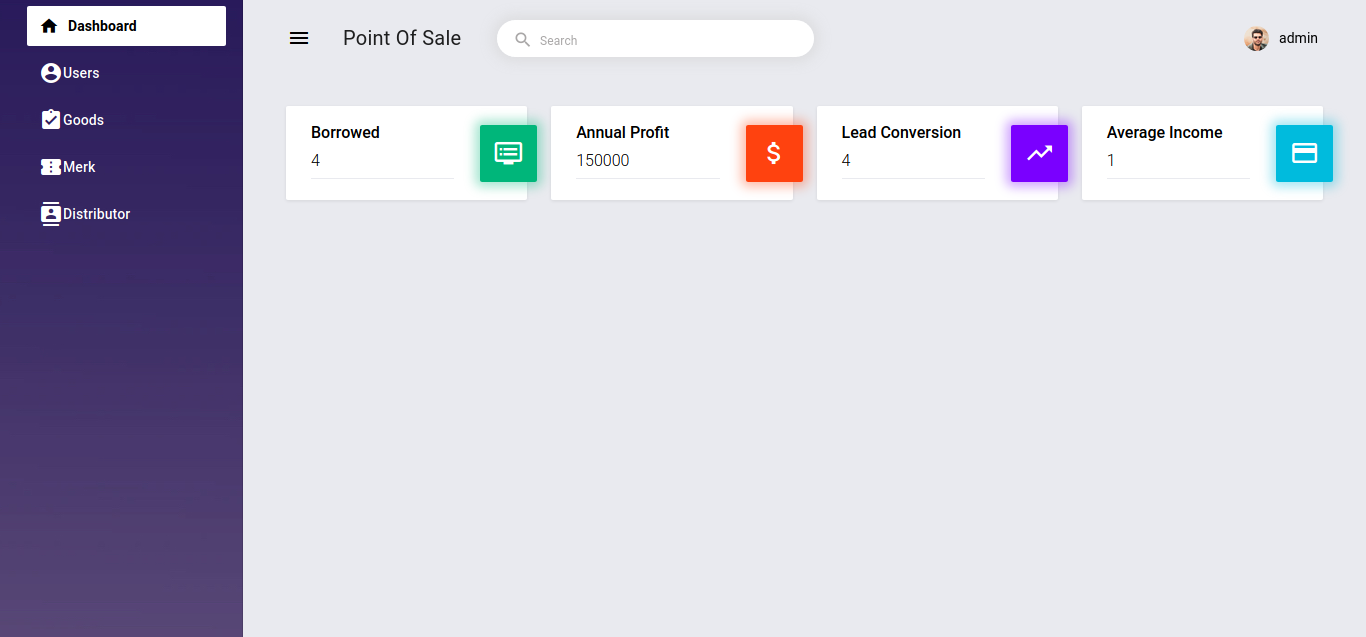 Dashboard
Users
Goods
Merk
Distributor
Point Of Sale
Search
admin
Borrowed
4
Annual Profit
150000
$
Lead Conversion
4
Average Income
1